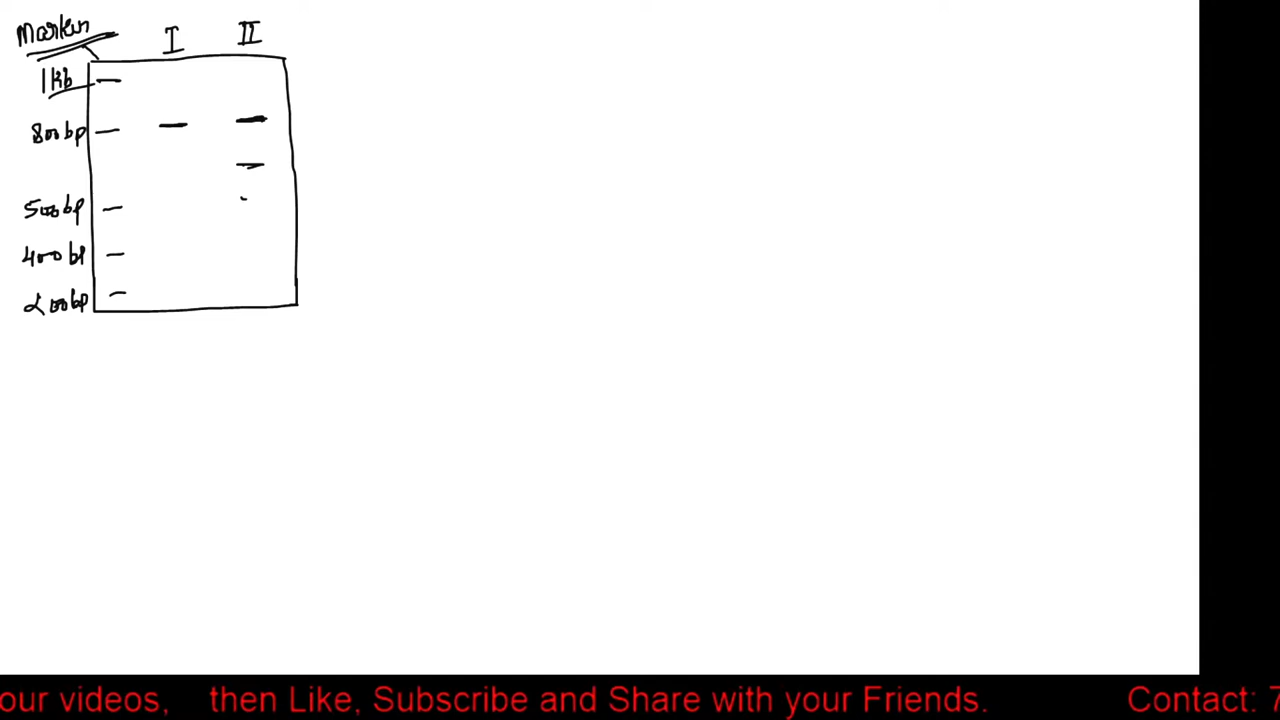 Marker
I II
1kb
800bp
500bp
400bp
200bp
our videos, then Like, Subscribe and Share with your Friends. Contact: 7